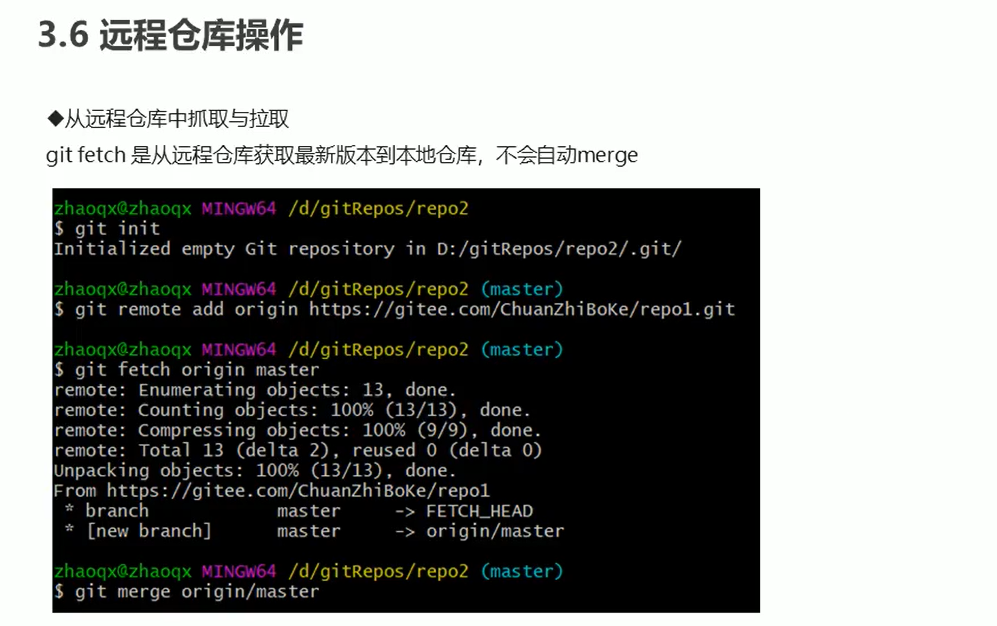 3.6 远程仓库操作
◆从远程仓库中抓取与拉取
git fetch 是从远程仓库获取最新版本到本地仓库，不会自动merge
zhaoqx@zhaoqx MINGW64 /d/gitRepos/repo2
$ git init
Initialized empty Git repository in D:/gitRepos/repo2/.git/
zhaoqx@zhaoqx MINGW64 /d/gitRepos/repo2 (master)
$ git remote add origin https://gitee.com/ChuanZhiBoKe/repo1.git
zhaoqx@zhaoqx MINGW64 /d/gitRepos/repo2 (master)
$ git fetch origin master
remote: Enumerating objects: 13, done.
remote: Counting objects: 100% (13/13), done.
remote: Compressing objects: 100% (9/9), done.
remote: Total 13 (delta 2), reused 0 (delta 0)
Unpacking objects: 100% (13/13), done.
From https://gitee.com/ChuanZhiBoKe/repo1
 * branch            master     -> FETCH_HEAD
 * [new branch]      master     -> origin/master
zhaoqx@zhaoqx MINGW64 /d/gitRepos/repo2 (master)
$ git merge origin/master